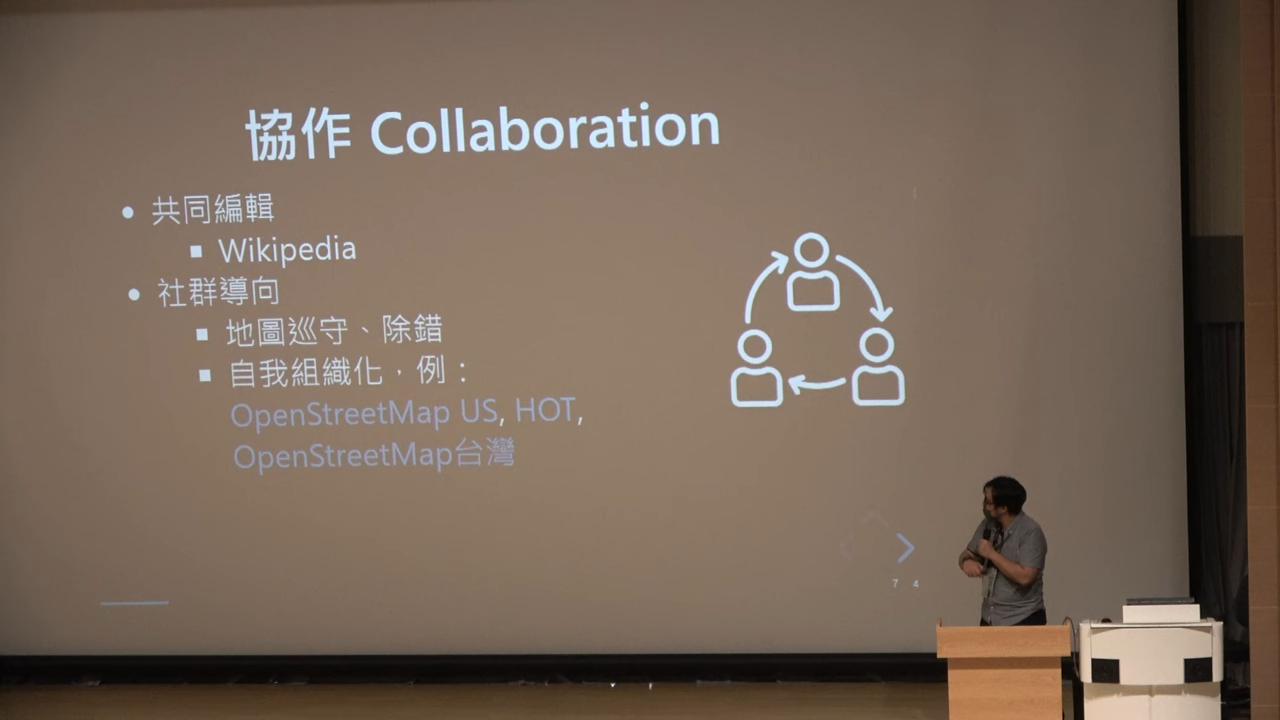 協作 Collaboration
共同編輯
Wikipedia
社群導向
地圖巡守、除錯
自我組織化，例：
OpenStreetMap US, HOT,
OpenStreetMap台灣
7 4